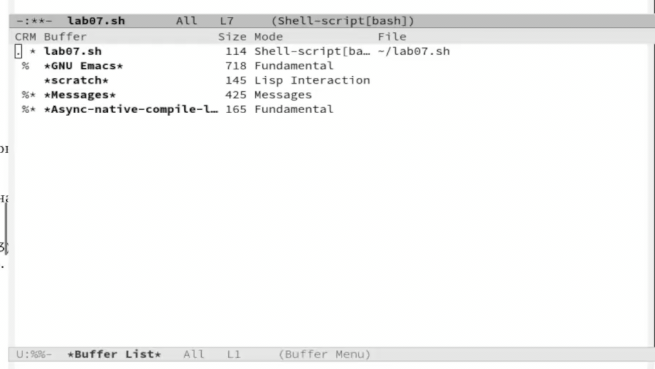 -:**-  lab07.sh       All   L7     (Shell-script[bash])
CRM Buffer                Size Mode             File
. * lab07.sh               114 Shell-script[ba… ~/lab07.sh
 %  *GNU Emacs*            718 Fundamental
    *scratch*              145 Lisp Interaction
 %* *Messages*             425 Messages
 %* *Async-native-compile-l… 165 Fundamental
U:%%-  *Buffer List*   All   L1     (Buffer Menu)